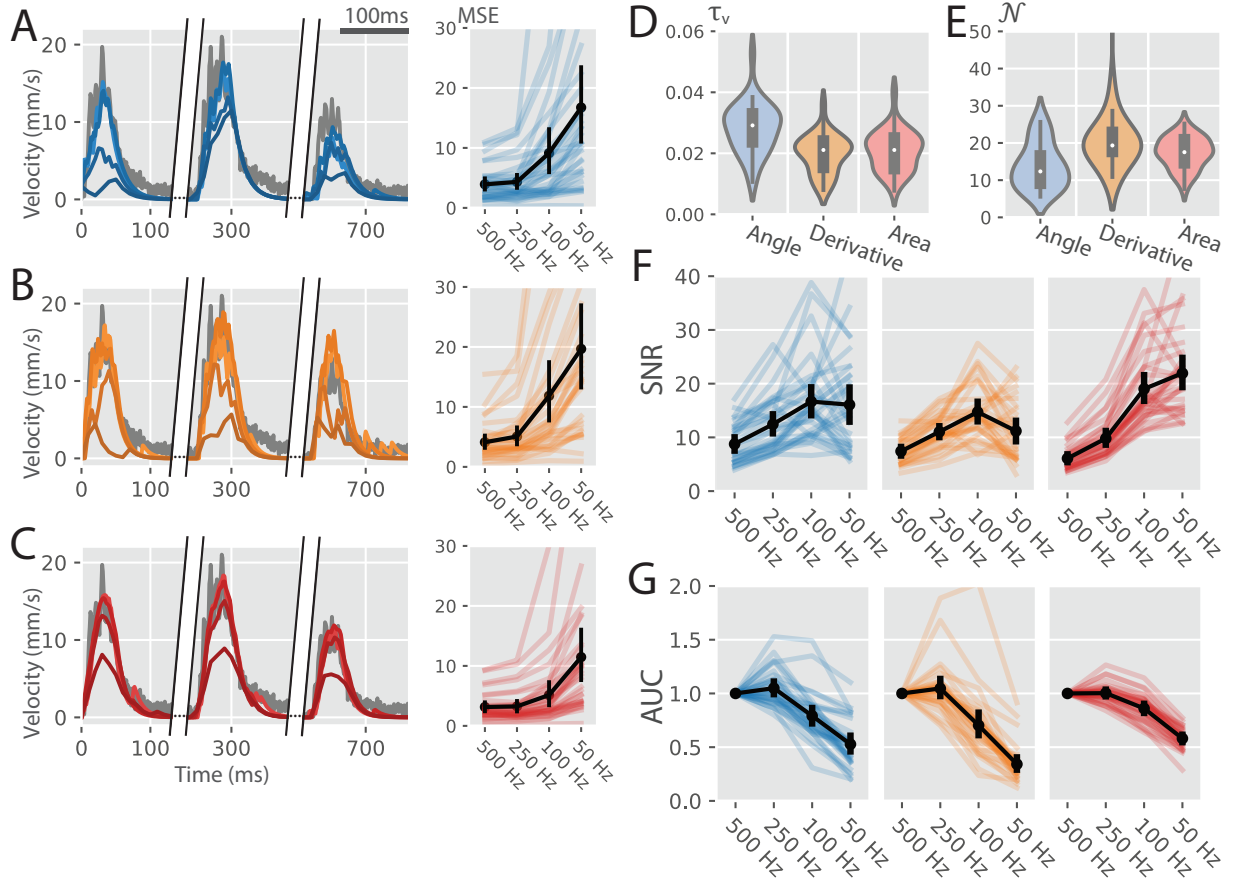 A
Velocity (mm/s)
20
10
0
0
100
300
700
100ms
MSE
30
20
10
0
500 Hz
250 Hz
100 Hz
50 Hz
B
Velocity (mm/s)
20
10
0
0
100
300
700
30
20
10
0
500 Hz
250 Hz
100 Hz
50 Hz
C
Velocity (mm/s)
20
10
0
0
100
300
700
Time (ms)
30
20
10
0
500 Hz
250 Hz
100 Hz
50 Hz
D
τv
0.06
0.04
0.02
0.00
Angle
Derivative
Area
E
𝒩
50
40
30
20
10
0
Angle
Derivative
Area
F
SNR
40
30
20
10
0
500 Hz
250 Hz
100 Hz
50 Hz
500 Hz
250 Hz
100 Hz
50 Hz
500 Hz
250 Hz
100 Hz
50 Hz
G
AUC
2.0
1.5
1.0
0.5
0.0
500 Hz
250 Hz
100 Hz
50 Hz
500 Hz
250 Hz
100 Hz
50 Hz
500 Hz
250 Hz
100 Hz
50 Hz